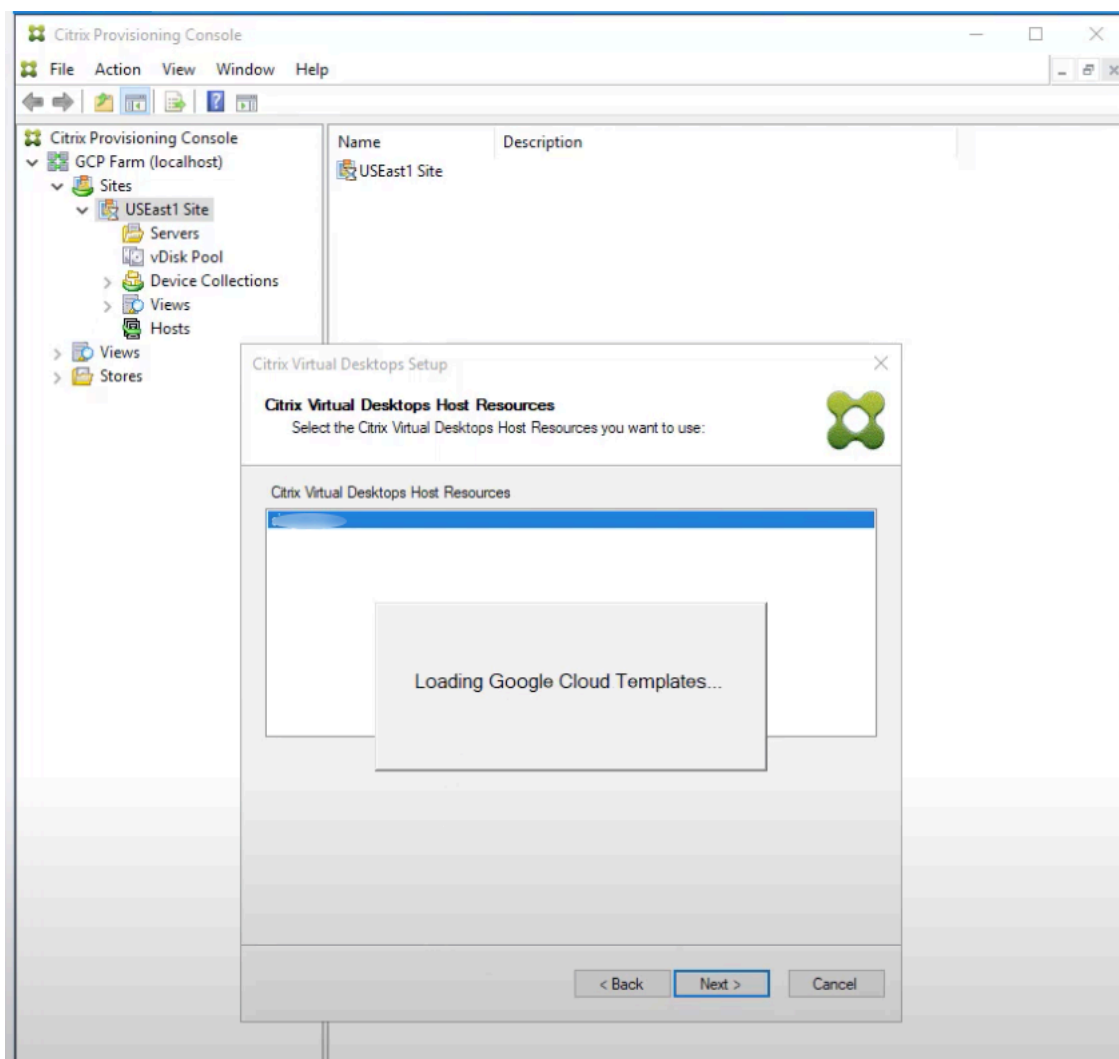 Citrix Provisioning Console
File Action View Window Help
Citrix Provisioning Console
GCP Farm (localhost)
Sites
USEast1 Site
Servers
vDisk Pool
Device Collections
Views
Hosts
Views
Stores
Name Description
USEast1 Site
Citrix Virtual Desktops Setup
Citrix Virtual Desktops Host Resources
Select the Citrix Virtual Desktops Host Resources you want to use:
Citrix Virtual Desktops Host Resources
Loading Google Cloud Templates...
< Back Next > Cancel